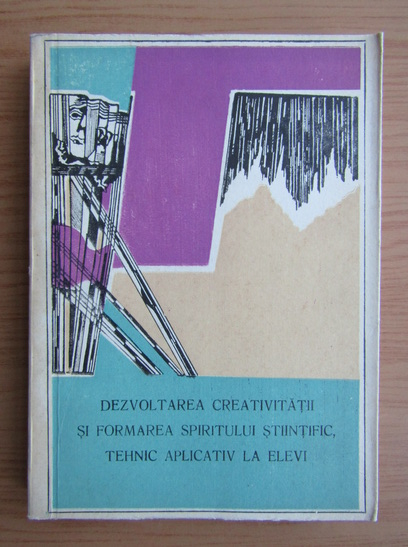 DEZVOLTAREA CREATIVITĂȚII
ȘI FORMAREA SPIRITULUI ȘTIINȚIFIC,
TEHNIC APLICATIV LA ELEVI